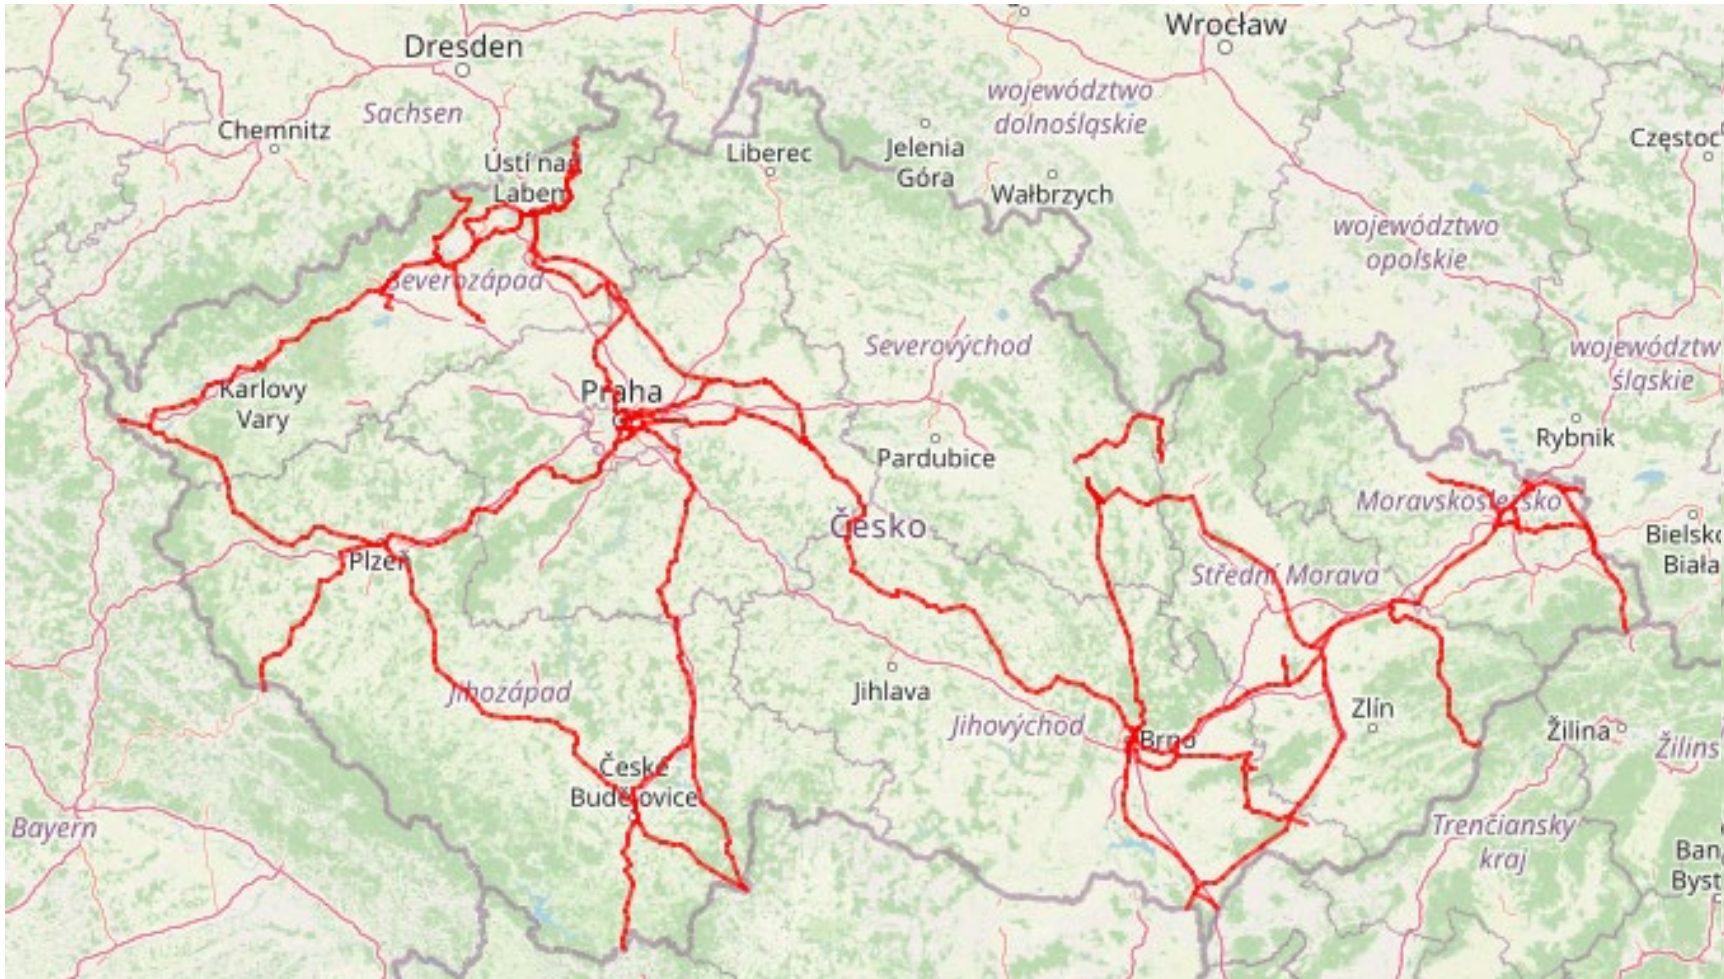 Wrocław
Dresden
województwo
dolnośląskie
Sachsen
Chemnitz
Częstoc
Liberec
Jelenia
Góra
Ústí nad
Labem
Wałbrzych
województwo
opolskie
Severozápad
Severovýchod
województw
śląskie
Karlovy
Vary
Praha
Rybnik
Pardubice
Moravskoslezsko
Česko
Bielsko
Biała
Plzeň
Střední Morava
Jihozápad
Jihlava
Zlín
Jihovýchod
Brno
Žilina
Žilins
České
Budějovice
Bayern
Trenčiansky
kraj
Ban
Byst